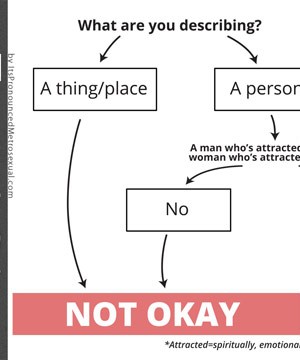 What are you describing?
A thing/place
A person
A man who's attracted
woman who's attracte
No
NOT OKAY
*Attracted=spiritually, emotional
by ItsPronouncedMetrosexual.com